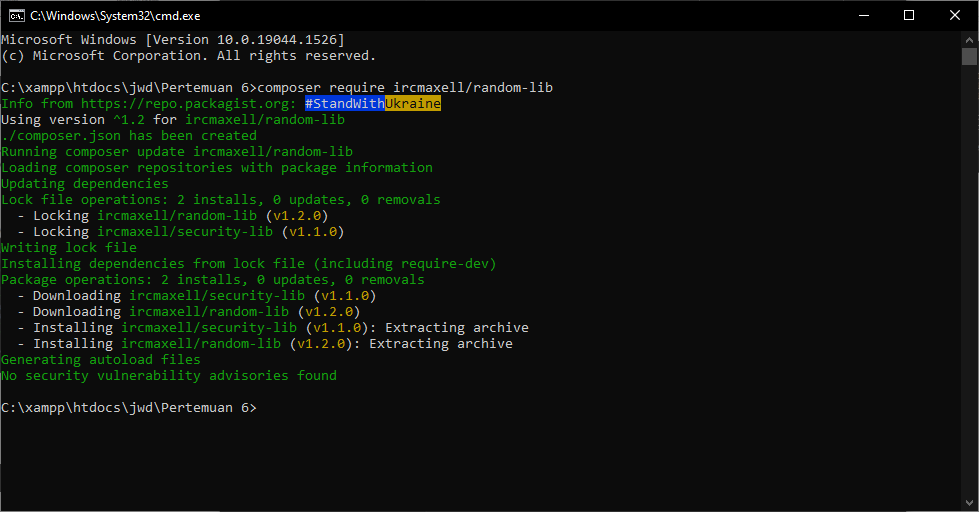 C:\Windows\System32\cmd.exe
Microsoft Windows [Version 10.0.19044.1526]
(c) Microsoft Corporation. All rights reserved.
C:\xampp\htdocs\jwd\Pertemuan 6>composer require ircmaxell/random-lib
Info from https://repo.packagist.org: #StandWithUkraine
Using version ^1.2 for ircmaxell/random-lib
./composer.json has been created
Running composer update ircmaxell/random-lib
Loading composer repositories with package information
Updating dependencies
Lock file operations: 2 installs, 0 updates, 0 removals
  - Locking ircmaxell/random-lib (v1.2.0)
  - Locking ircmaxell/security-lib (v1.1.0)
Writing lock file
Installing dependencies from lock file (including require-dev)
Package operations: 2 installs, 0 updates, 0 removals
  - Downloading ircmaxell/security-lib (v1.1.0)
  - Downloading ircmaxell/random-lib (v1.2.0)
  - Installing ircmaxell/security-lib (v1.1.0): Extracting archive
  - Installing ircmaxell/random-lib (v1.2.0): Extracting archive
Generating autoload files
No security vulnerability advisories found
C:\xampp\htdocs\jwd\Pertemuan 6>